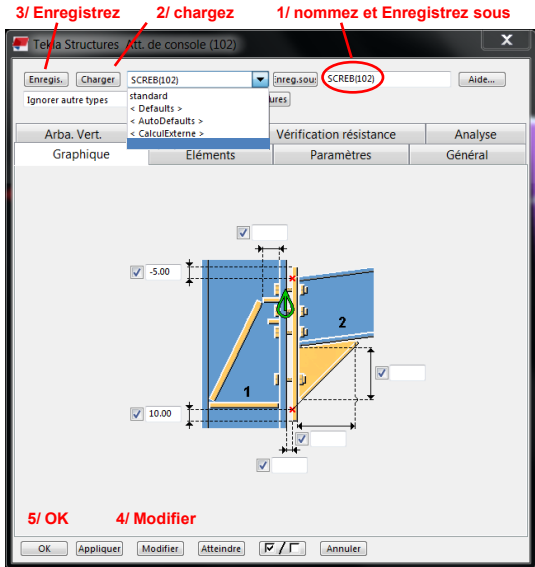 3/ Enregistrez 2/ chargez 1/ nommez et Enregistrez sous
Tekla Structures Att. de console (102) X
Enregis. Charger SCREB(102) Enreg.sous SCREB(102) Aide...
Ignorer autre types ures
standard
< Defaults >
< AutoDefaults >
< CalculExterne >
Arba. Vert. Vérification résistance Analyse
Graphique Eléments Paramètres Général
-5.00
2
1
10.00
5/ OK 4/ Modifier
OK Appliquer Modifier Atteindre / Annuler